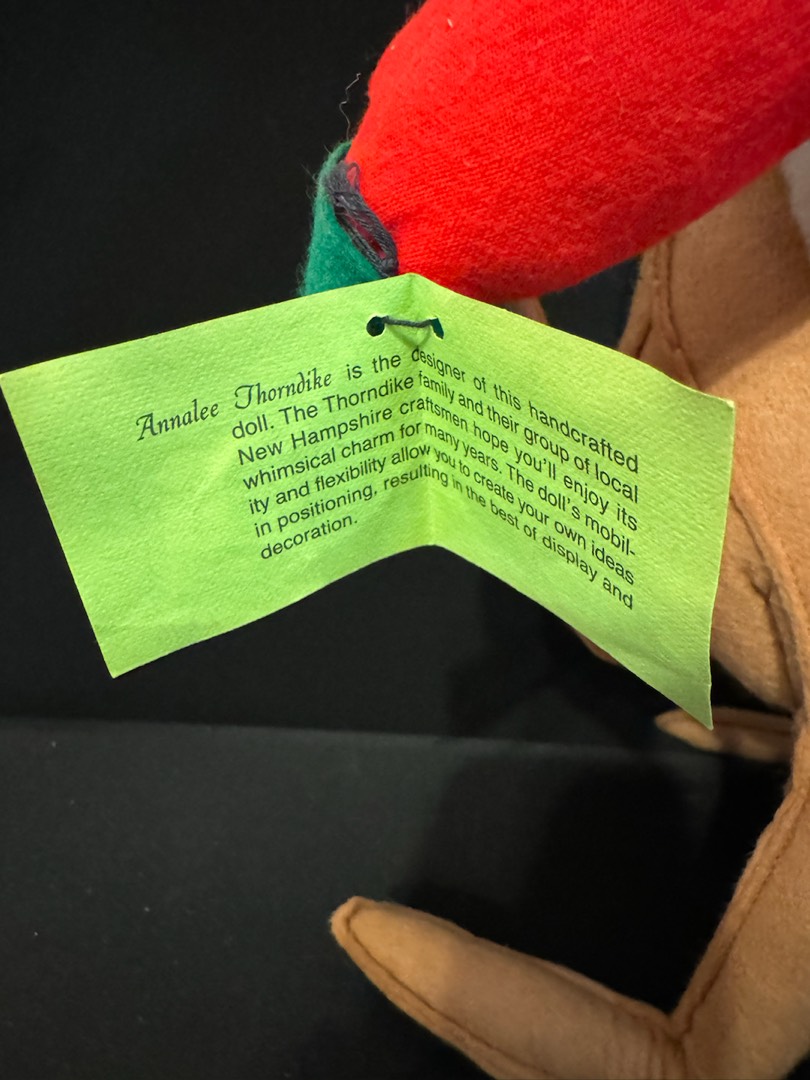 Annalee Thorndike is the designer of this handcrafted
doll. The Thorndike family and their group of local
New Hampshire craftsmen hope you'll enjoy its
whimsical charm for many years. The doll's mobil-
ity and flexibility allow you to create your own ideas
in positioning, resulting in the best of display and
decoration.